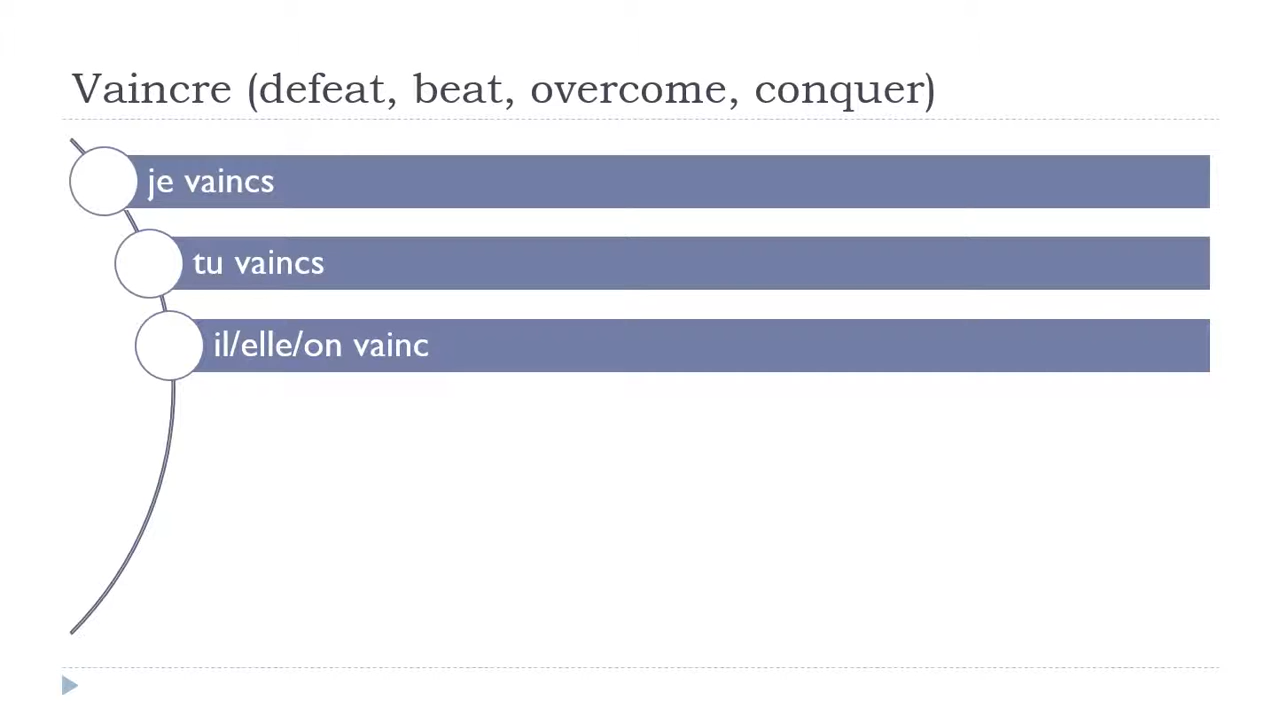 Vaincre (defeat, beat, overcome, conquer)
je vaincs
tu vaincs
il/elle/on vainc